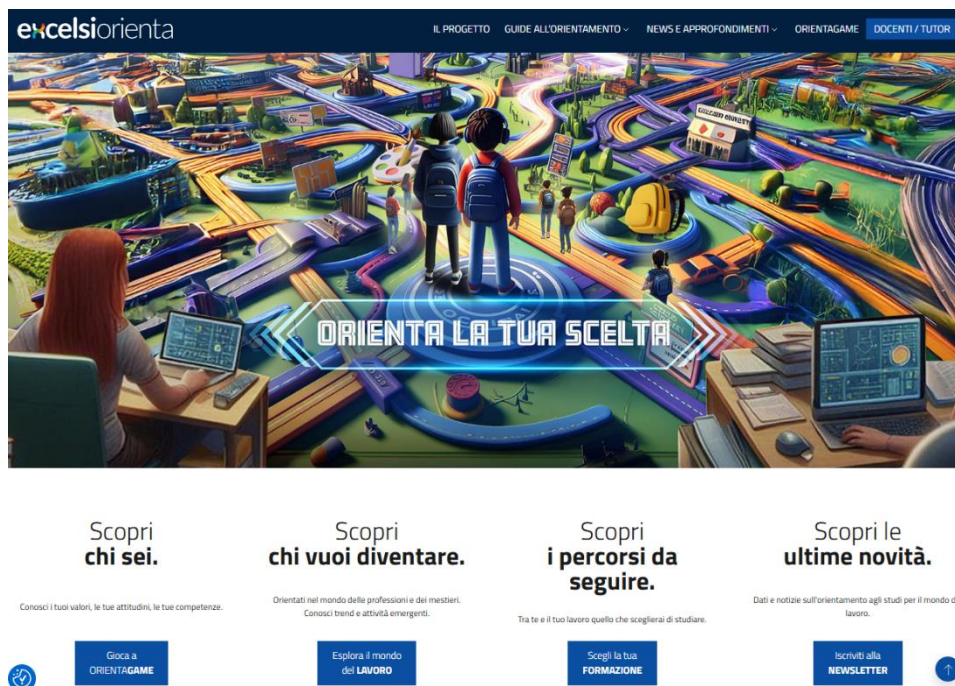 excelsiorienta
IL PROGETTO GUIDE ALL'ORIENTAMENTO NEWS E APPROFONDIMENTI ORIENTAGAME DOCENTI / TUTOR
ORIENTA LA TUA SCELTA
Scopri
chi sei.
Conosci i tuoi valori, le tue attitudini, le tue competenze.
Gioca a
ORIENTAGAME
Scopri
chi vuoi diventare.
Orientati nel mondo delle professioni e dei mestieri.
Conosci trend e attività emergenti.
Esplora il mondo
del LAVORO
Scopri
i percorsi da
seguire.
Tra te e il tuo lavoro quello che sceglierai di studiare.
Scegli la tua
FORMAZIONE
Scopri le
ultime novità.
Dati e notizie sull'orientamento agli studi per il mondo d
lavoro.
Iscriviti alla
NEWSLETTER